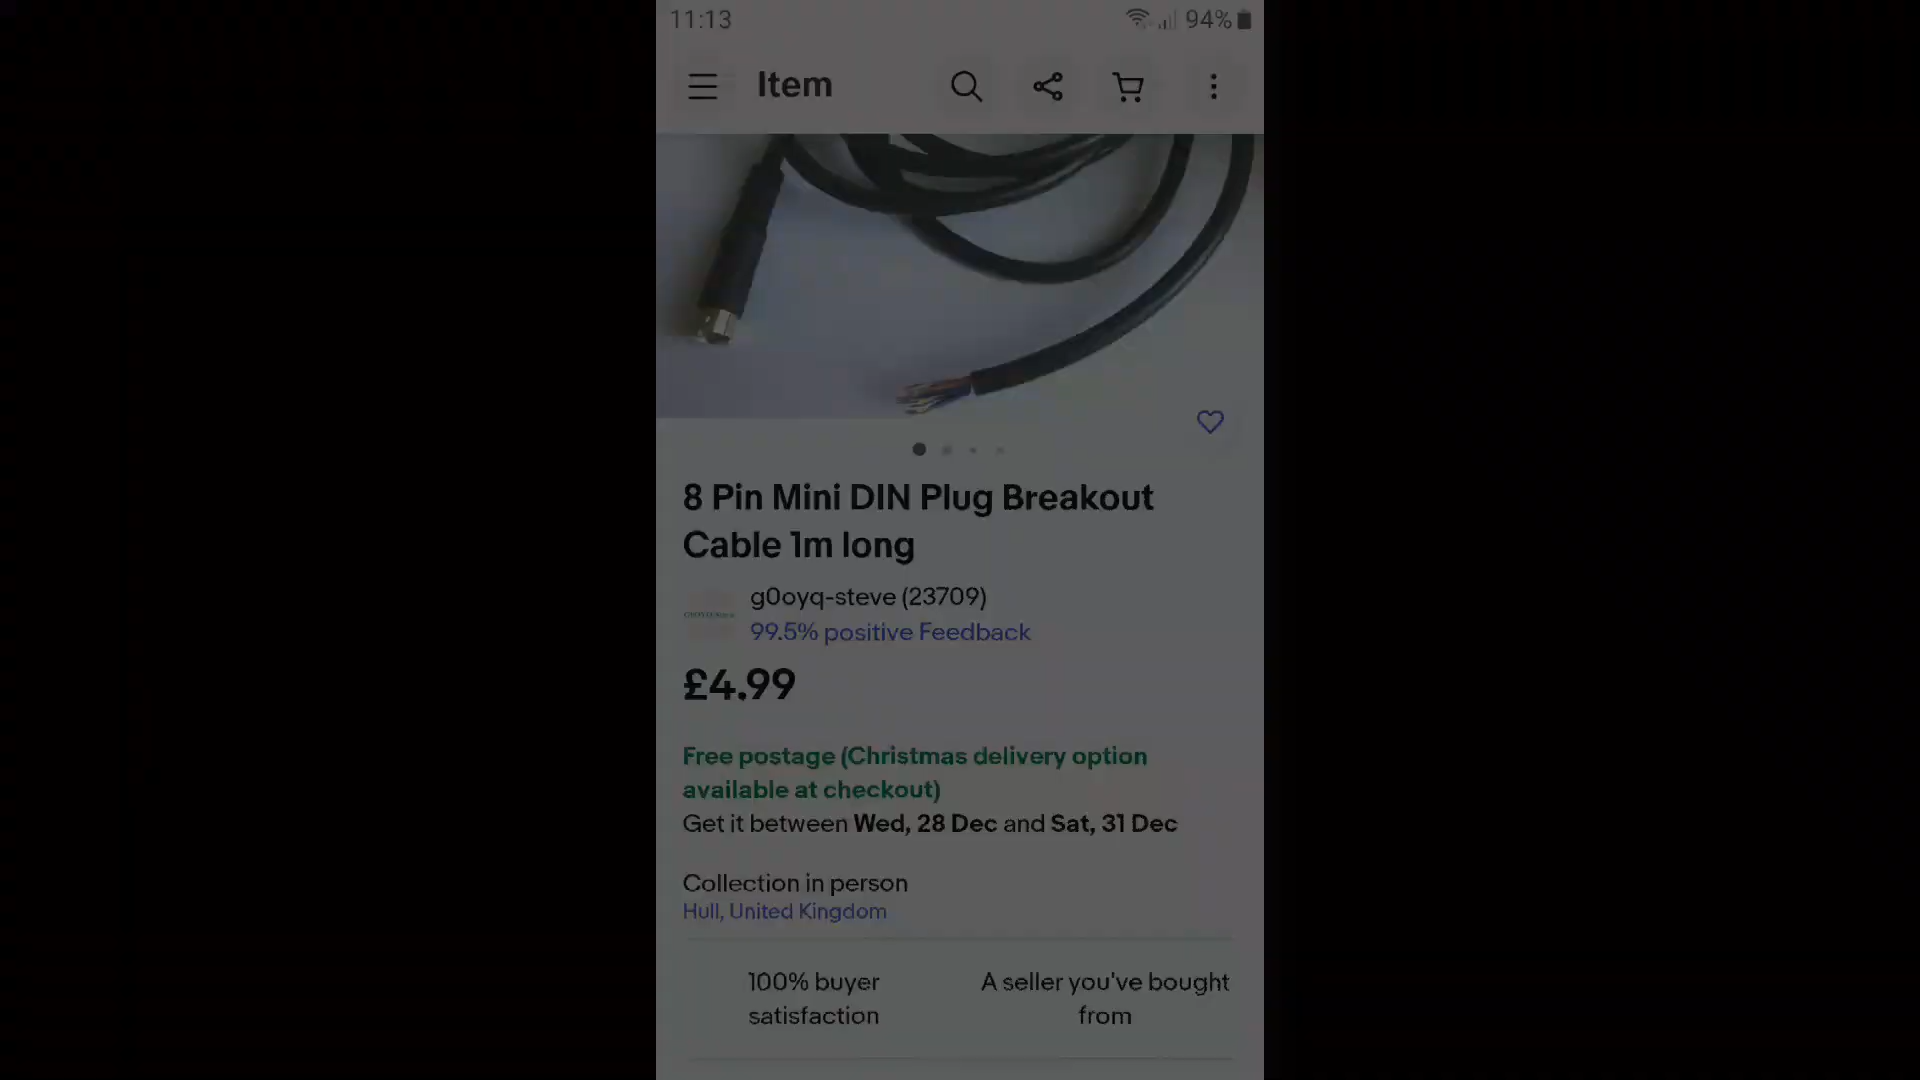 11:13
94%
Item
8 Pin Mini DIN Plug Breakout
Cable 1m long
g0oyq-steve (23709)
99.5% positive Feedback
£4.99
Free postage (Christmas delivery option
available at checkout)
Get it between Wed, 28 Dec and Sat, 31 Dec
Collection in person
Hull, United Kingdom
100% buyer
satisfaction
A seller you've bought
from